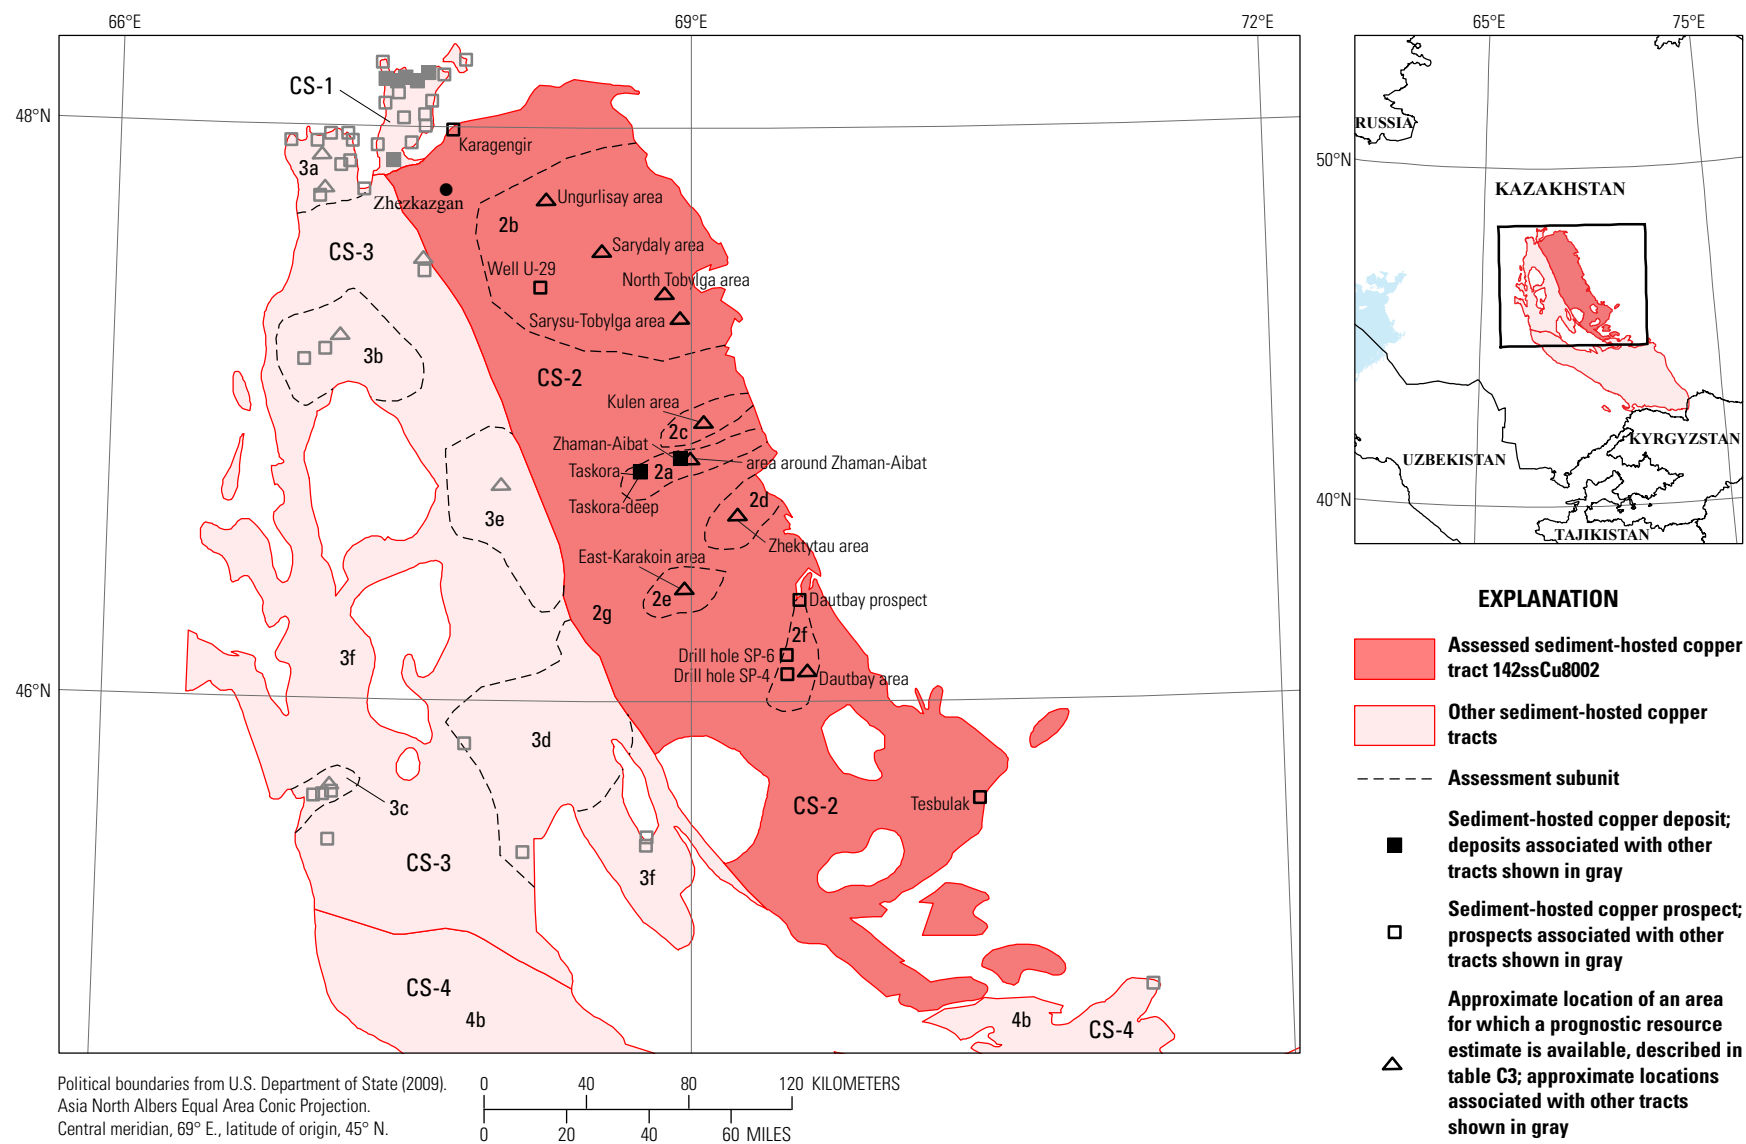 66°E
69°E
72°E
65°E
75°E
48°N
46°N
CS-1
Karagengir
3a
Zhezkazgan
Ungurlisay area
2b
Sarydaly area
CS-3
Well U-29
North Tobylga area
Sarysu-Tobylga area
3b
CS-2
Kulen area
2c
Zhaman-Aibat
area around Zhaman-Aibat
Taskora
2a
Taskora-deep
2d
3e
Zhektytau area
East-Karakoin area
2e
Dautbay prospect
2g
2f
3f
Drill hole SP-6
Drill hole SP-4
Dautbay area
3d
3c
CS-2
Tesbulak
CS-3
3f
CS-4
4b
4b
CS-4
RUSSIA
50°N
KAZAKHSTAN
KYRGYZSTAN
UZBEKISTAN
40°N
TAJIKISTAN
EXPLANATION
Assessed sediment-hosted copper
tract 142ssCu8002
Other sediment-hosted copper
tracts
Assessment subunit
Sediment-hosted copper deposit;
deposits associated with other
tracts shown in gray
Sediment-hosted copper prospect;
prospects associated with other
tracts shown in gray
Approximate location of an area
for which a prognostic resource
estimate is available, described in
table C3; approximate locations
associated with other tracts
shown in gray
Political boundaries from U.S. Department of State (2009).
Asia North Albers Equal Area Conic Projection.
Central meridian, 69° E., latitude of origin, 45° N.
0 40 80 120 KILOMETERS
0 20 40 60 MILES